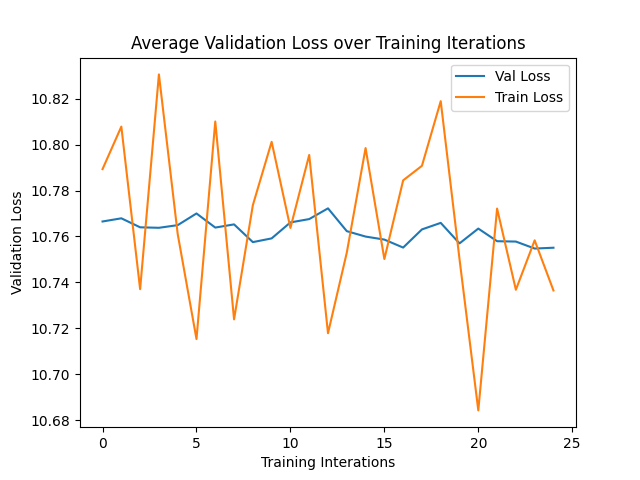 Average Validation Loss over Training Iterations
Val Loss
Train Loss
Validation Loss
10.82
10.80
10.78
10.76
10.74
10.72
10.70
10.68
0
5
10
15
20
25
Training Interations